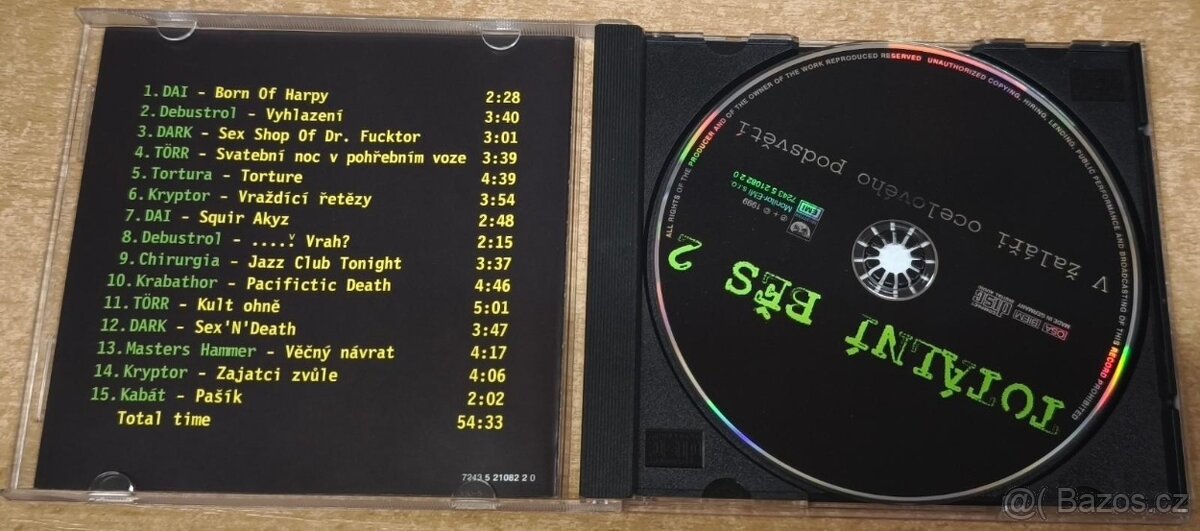 1. DAI - Born Of Harpy 2:28
2. Debustrol - Vyhlazení 3:40
3. DARK - Sex Shop Of Dr. Fucktor 3:01
4. TÖRR - Svatební noc v pohřebním voze 3:39
5. Tortura - Torture 4:39
6. Kryptor - Vraždící řetězy 3:54
7. DAI - Squir Akyz 2:48
8. Debustrol - ....ˇ. Vrah? 2:15
9. Chirurgia - Jazz Club Tonight 3:37
10. Krabathor - Pacifictic Death 4:46
11. TÖRR - Kult ohně 5:01
12. DARK - Sex'N'Death 3:47
13. Masters Hammer - Věčný návrat 4:17
14. Kryptor - Zajatci zvůle 4:06
15. Kabát - Pašík 2:02
Total time 54:33
7243 5 21082 2 0
ALL RIGHTS OF THE PRODUCER AND OF THE OWNER OF THE WORK REPRODUCED RESERVED UNAUTHORIZED COPYING, HIRING, LENDING, PUBLIC PERFORMANCE AND BROADCASTING OF THIS RECORD PROHIBITED
TOTÁLNÍ BĚS 2
V žaláři ocelového podsvětí
OSA BIEM
COMPACT disc DIGITAL AUDIO
MADE IN GERMANY
EMI
Monitor-EMI s.r.o.
7243 5 21082 2 0
℗ + © 1999
@( Bazos.cz